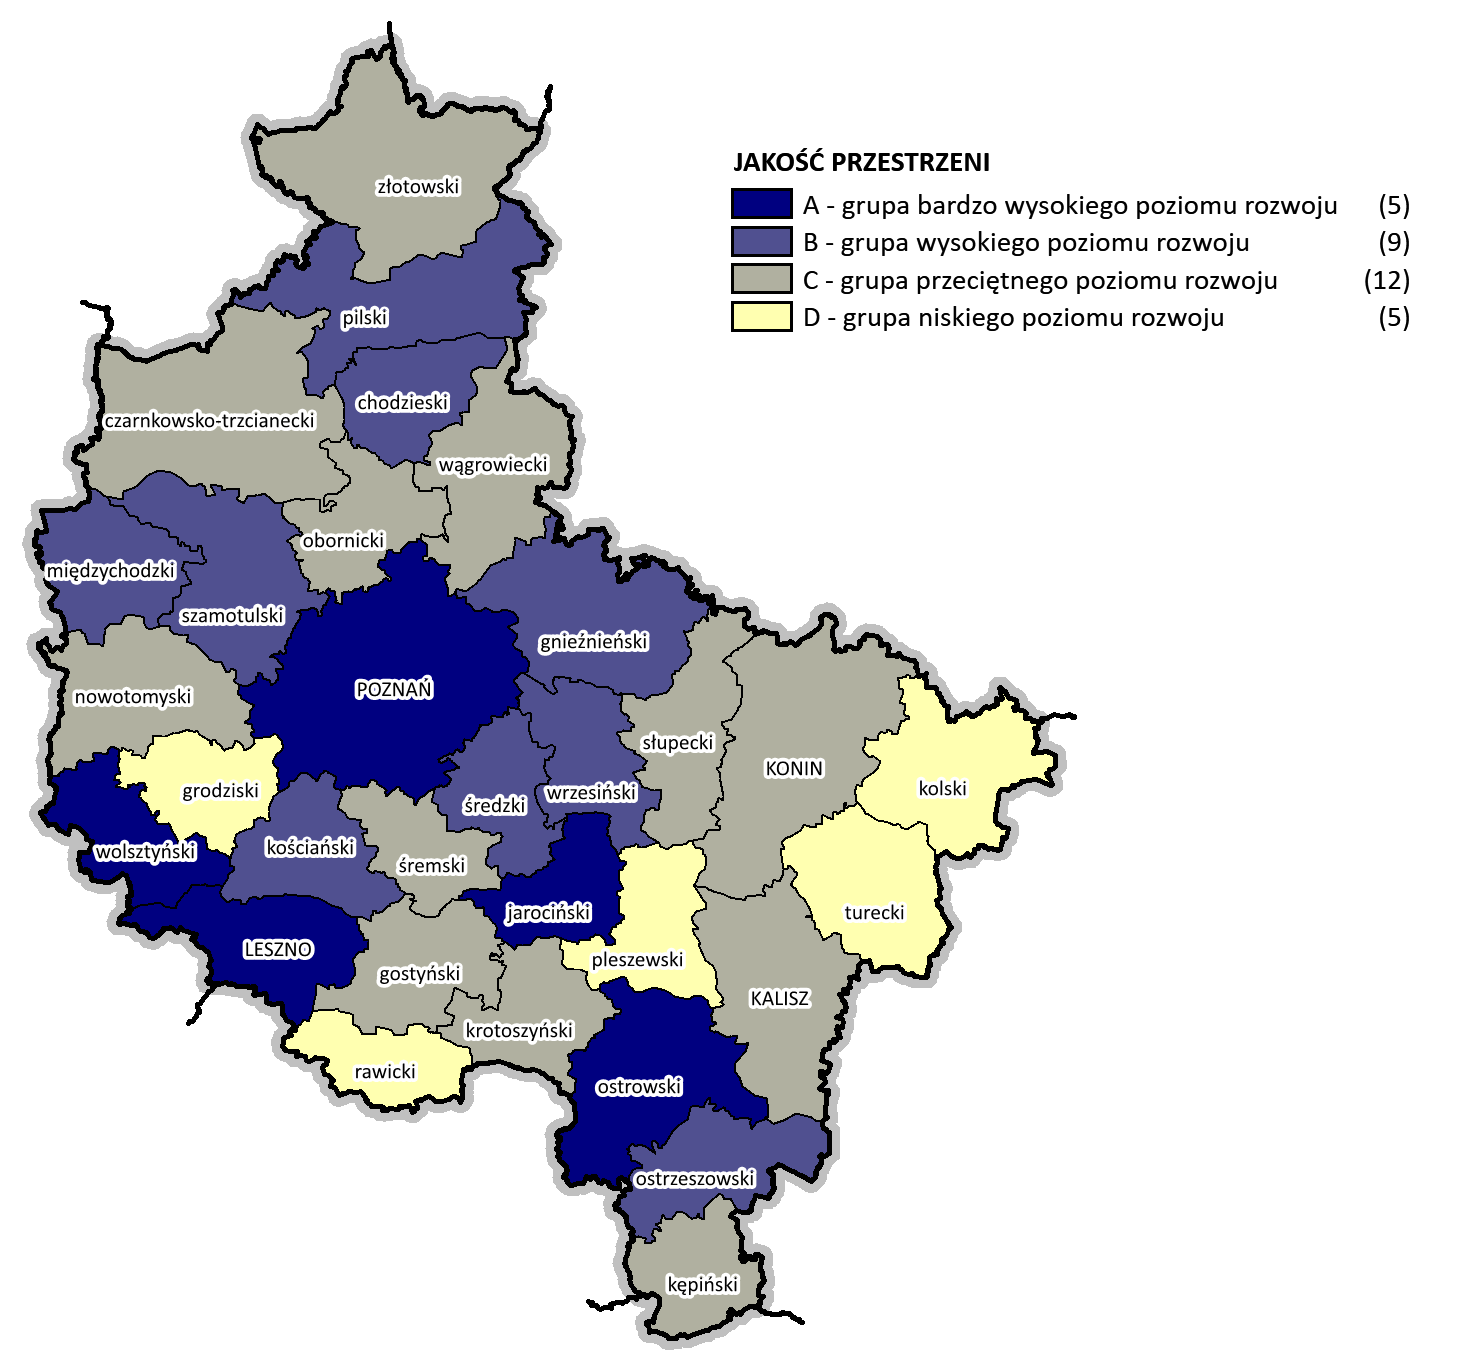 JAKOŚĆ PRZESTRZENI
A - grupa bardzo wysokiego poziomu rozwoju (5)
B - grupa wysokiego poziomu rozwoju (9)
C - grupa przeciętnego poziomu rozwoju (12)
D - grupa niskiego poziomu rozwoju (5)
złotowski
pilski
chodzieski
czarnkowsko-trzcianecki
wągrowiecki
obornicki
międzychodzki
szamotulski
gnieźnieński
POZNAŃ
nowotomyski
słupecki
KONIN
grodziski
wrzesiński
kolski
średzki
wolsztyński
kościański
śremski
jarociński
turecki
LESZNO
pleszewski
gostyński
KALISZ
krotoszyński
rawicki
ostrowski
ostrzeszowski
kępiński